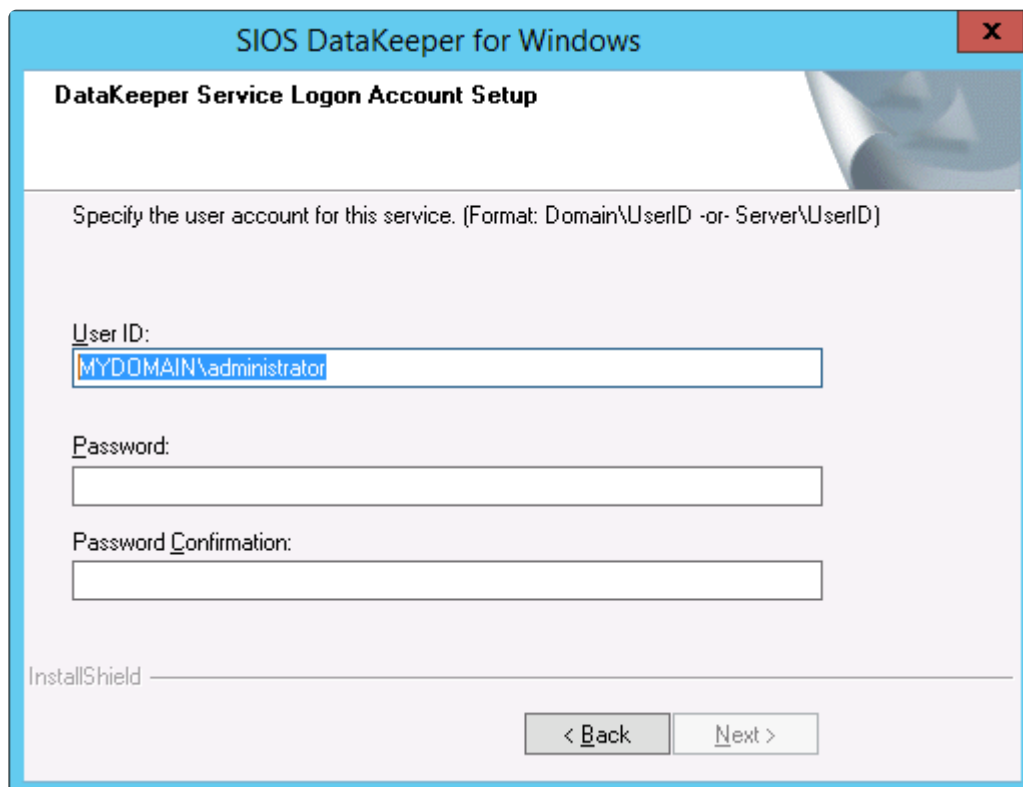 SIOS DataKeeper for Windows
x
DataKeeper Service Logon Account Setup
Specify the user account for this service. (Format: Domain\UserID -or- Server\UserID)
User ID:
MYDOMAIN\administrator
Password:
Password Confirmation:
InstallShield
< Back Next >